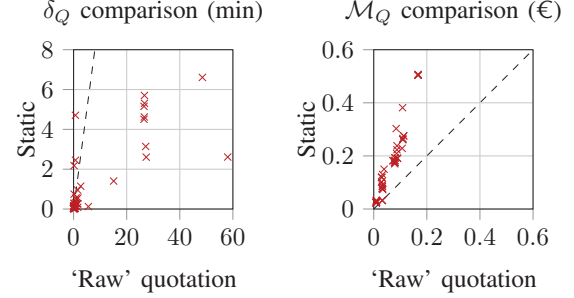 δ_Q comparison (min)
8
6
4
2
0
0 20 40 60
Static
'Raw' quotation
ℳ_Q comparison (€)
0.6
0.4
0.2
0
0 0.2 0.4 0.6
Static
'Raw' quotation